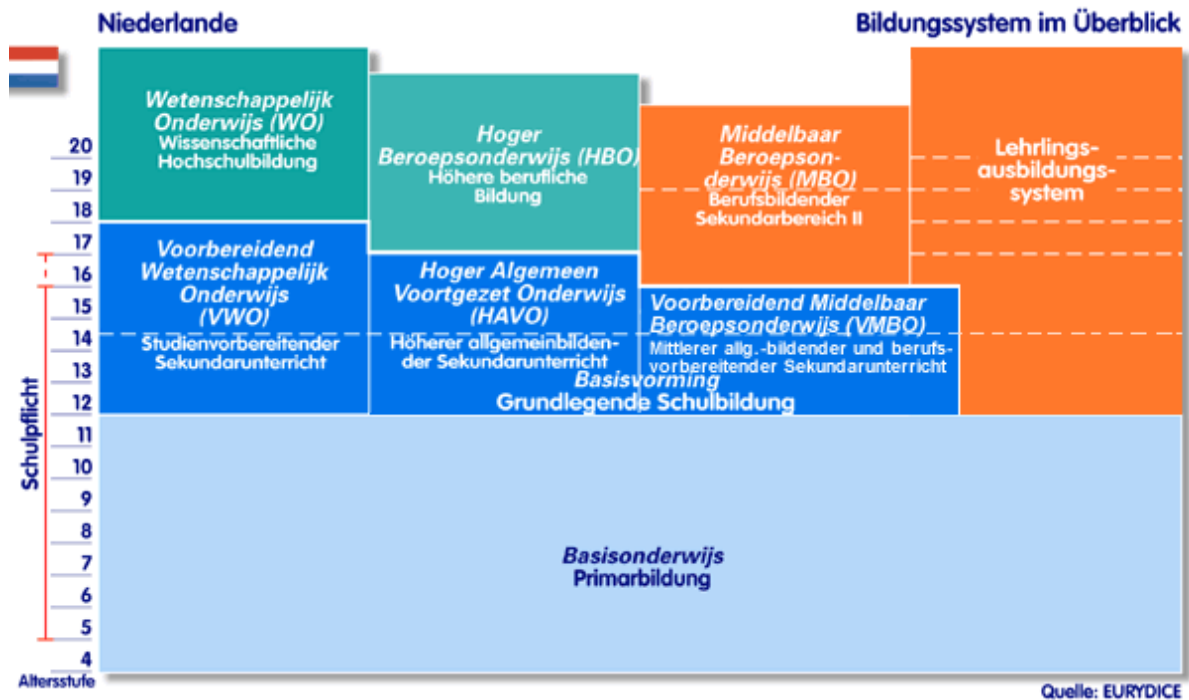 Niederlande
Bildungssystem im Überblick
Wetenschappelijk
Onderwijs (WO)
Wissenschaftliche
Hochschulbildung
Hoger
Beroepsonderwijs (HBO)
Höhere berufliche
Bildung
Middelbaar
Beroepson-
derwijs (MBO)
Berufsbildender
Sekundarbereich II
Lehrlings-
ausbildungs-
system
Voorbereidend
Wetenschappelijk
Onderwijs
(VWO)
Studienvorbereitender
Sekundarunterricht
Hoger Algemeen
Voortgezet Onderwijs
(HAVO)
Höherer allgemeinbilden-
der Sekundarunterricht
Voorbereidend Middelbaar
Beroepsonderwijs (VMBO)
Mittlerer allg.-bildender und berufs-
vorbereitender Sekundarunterricht
Basisvorming
Grundlegende Schulbildung
Basisonderwijs
Primarbildung
20
19
18
17
16
15
14
13
12
11
10
9
8
7
6
5
4
Schulpflicht
Altersstufe
Quelle: EURYDICE